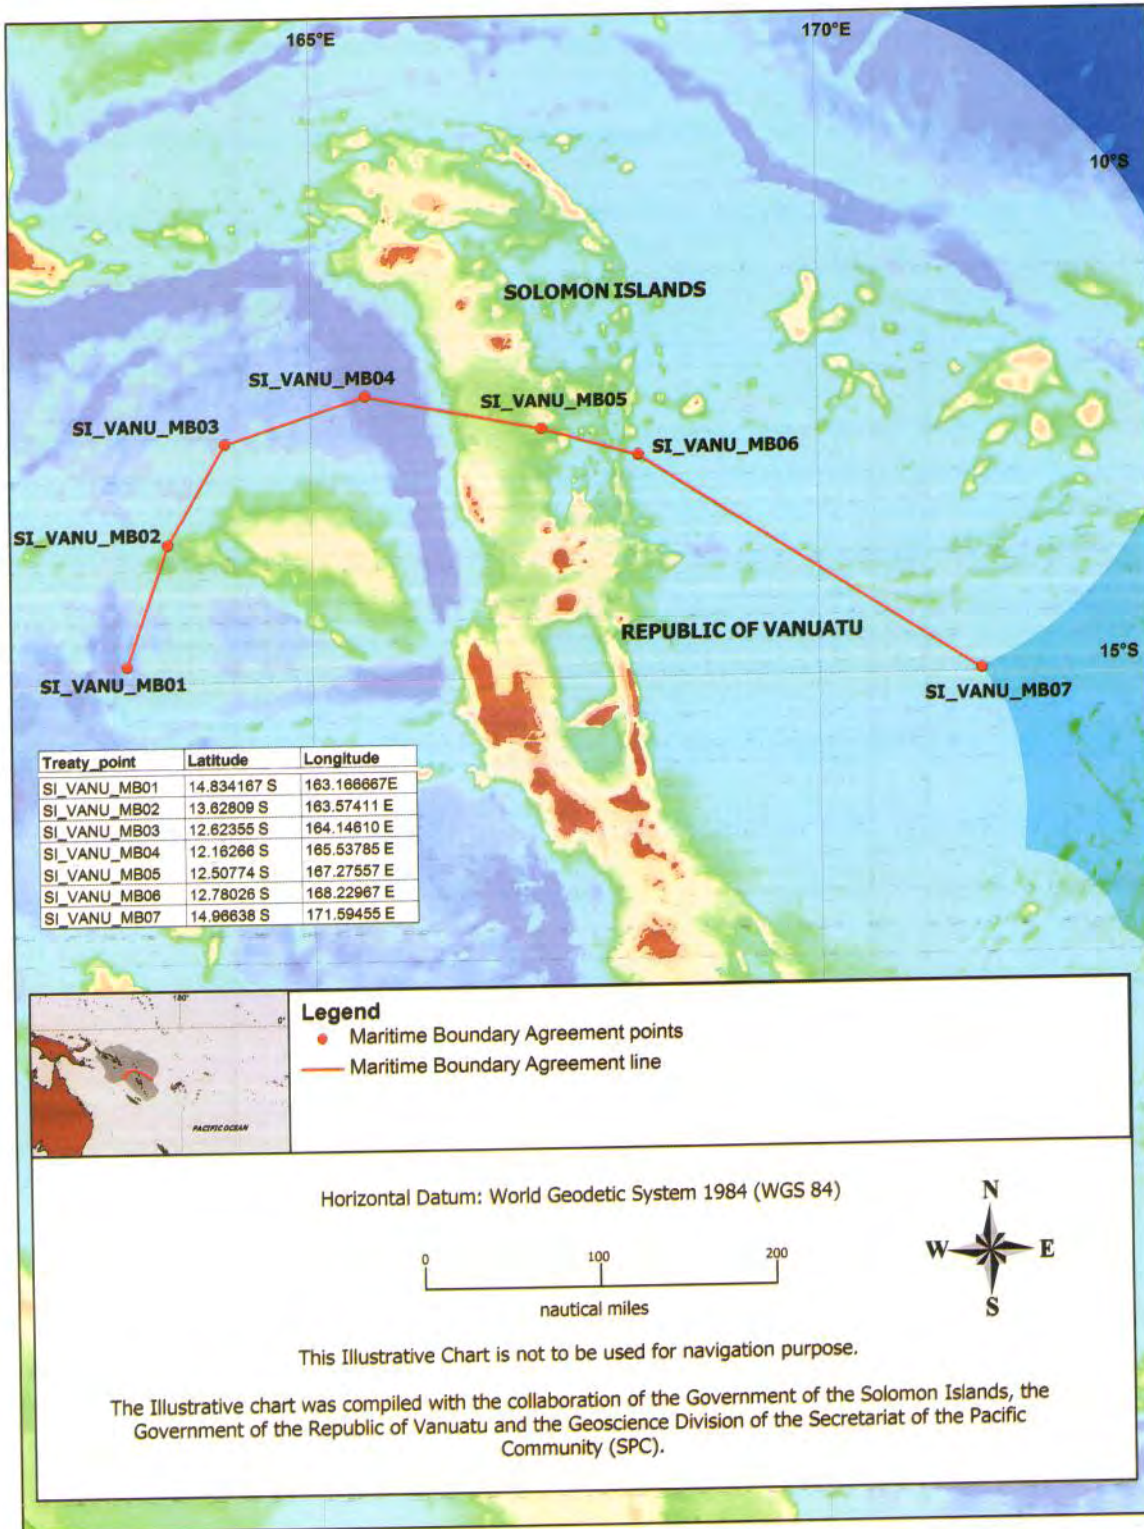 165°E
170°E
10°S
SOLOMON ISLANDS
SI_VANU_MB04
SI_VANU_MB05
SI_VANU_MB03
SI_VANU_MB06
SI_VANU_MB02
REPUBLIC OF VANUATU
15°S
SI_VANU_MB01
SI_VANU_MB07
Treaty_point Latitude Longitude
SI_VANU_MB01 14.834167 S 163.166667E
SI_VANU_MB02 13.62809 S 163.57411 E
SI_VANU_MB03 12.62355 S 164.14610 E
SI_VANU_MB04 12.16266 S 165.53785 E
SI_VANU_MB05 12.50774 S 167.27557 E
SI_VANU_MB06 12.78026 S 168.22967 E
SI_VANU_MB07 14.96638 S 171.59455 E
180°
0°
PACIFIC OCEAN
Legend
Maritime Boundary Agreement points
Maritime Boundary Agreement line
Horizontal Datum: World Geodetic System 1984 (WGS 84)
N
W E
S
0 100 200
nautical miles
This Illustrative Chart is not to be used for navigation purpose.
The Illustrative chart was compiled with the collaboration of the Government of the Solomon Islands, the
Government of the Republic of Vanuatu and the Geoscience Division of the Secretariat of the Pacific
Community (SPC).